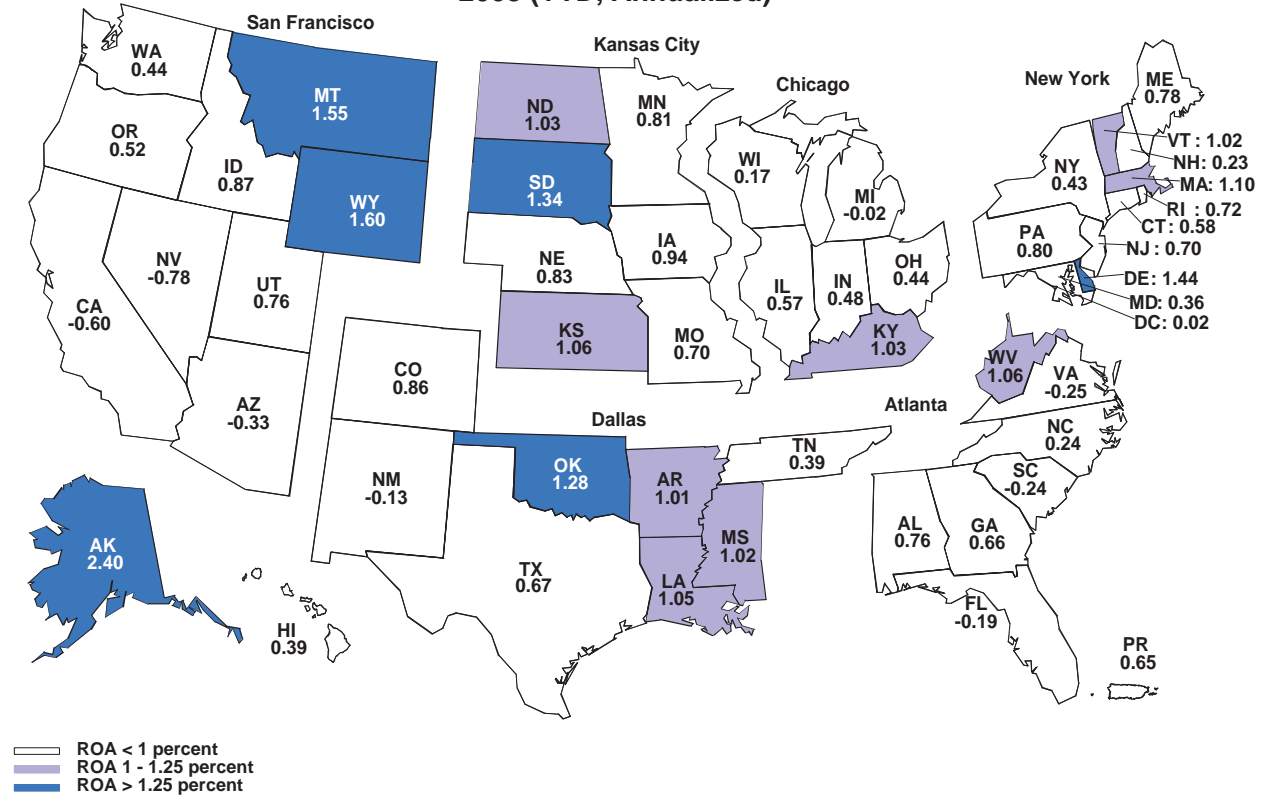 (YTD, Annualized)
San Francisco
Kansas City
Chicago
New York
Dallas
Atlanta
WA
0.44
OR
0.52
ID
0.87
MT
1.55
WY
1.60
NV
-0.78
UT
0.76
CA
-0.60
AZ
-0.33
AK
2.40
HI
0.39
ND
1.03
MN
0.81
SD
1.34
NE
0.83
IA
0.94
KS
1.06
MO
0.70
WI
0.17
MI
-0.02
IL
0.57
IN
0.48
OH
0.44
KY
1.03
ME
0.78
NY
0.43
PA
0.80
VT : 1.02
NH: 0.23
MA: 1.10
RI : 0.72
CT: 0.58
NJ : 0.70
DE: 1.44
MD: 0.36
DC: 0.02
CO
0.86
NM
-0.13
OK
1.28
TX
0.67
AR
1.01
LA
1.05
MS
1.02
TN
0.39
WV
1.06
VA
-0.25
NC
0.24
SC
-0.24
AL
0.76
GA
0.66
FL
-0.19
PR
0.65
ROA < 1 percent
ROA 1 - 1.25 percent
ROA > 1.25 percent